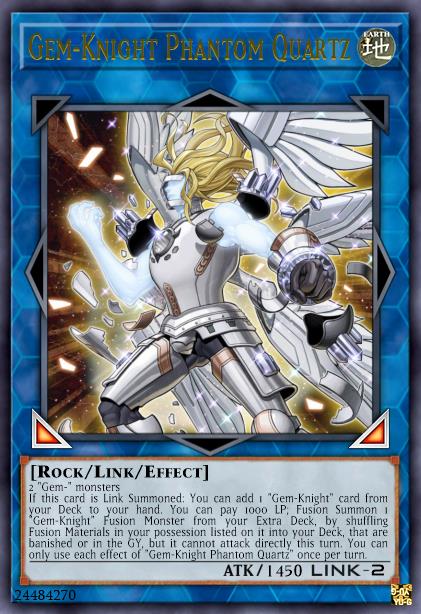 Gem-Knight Phantom Quartz
EARTH
地
[Rock/Link/Effect]
2 "Gem-" monsters
If this card is Link Summoned: You can add 1 "Gem-Knight" card from
your Deck to your hand. You can pay 1000 LP; Fusion Summon 1
"Gem-Knight" Fusion Monster from your Extra Deck, by shuffling
Fusion Materials in your possession listed on it into your Deck, that are
banished or in the GY, but it cannot attack directly this turn. You can
only use each effect of "Gem-Knight Phantom Quartz" once per turn.
ATK/1450 LINK-2
24484270